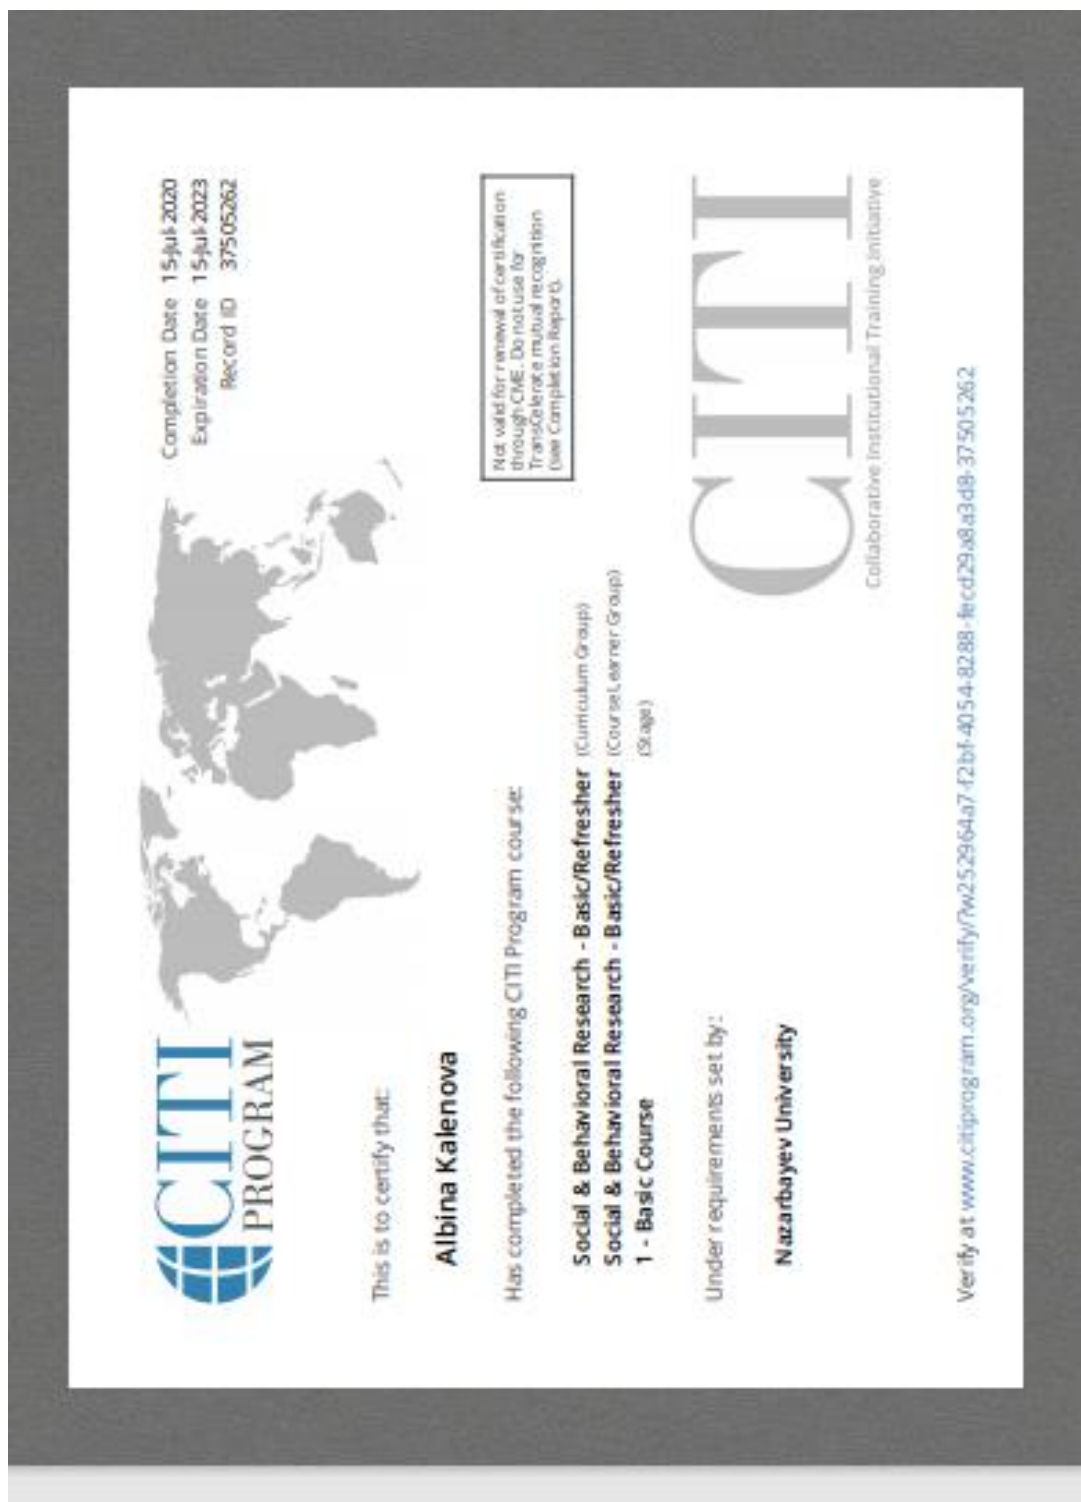 CITI
PROGRAM
Completion Date 15-Jul-2020
Expiration Date 15-Jul-2023
Record ID 37505262
This is to certify that:
Albina Kalenova
Has completed the following CITI Program course:
Not valid for renewal of certification
through CME. Do not use for
TransCelerate mutual recognition
(see Completion Report).
Social & Behavioral Research - Basic/Refresher (Curriculum Group)
Social & Behavioral Research - Basic/Refresher (Course Learner Group)
1 - Basic Course (Stage)
Under requirements set by:
Nazarbayev University
CITI
Collaborative Institutional Training Initiative
Verify at www.citiprogram.org/verify/?w252964a7-f2bf-4054-8288-fecd29a8a3d8-37505262